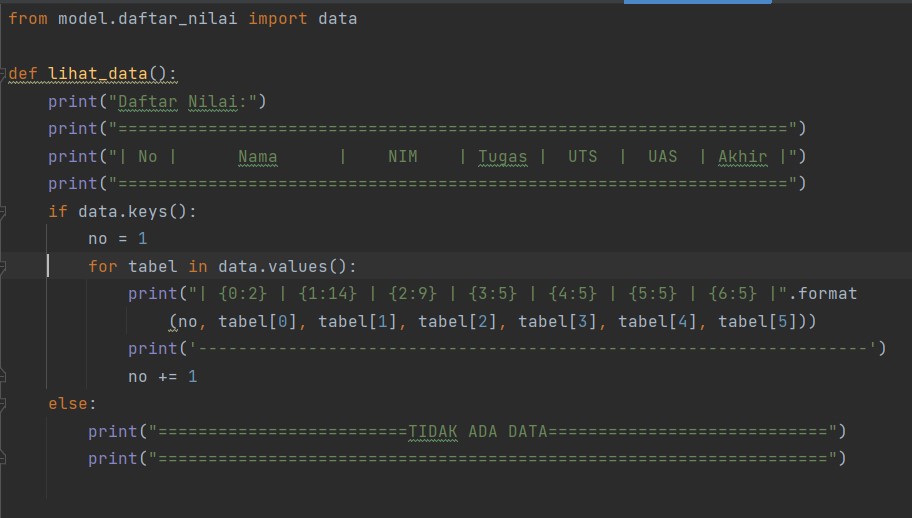 from model.daftar_nilai import data
def lihat_data():
    print("Daftar Nilai:")
    print("===================================================================")
    print("| No |      Nama      |    NIM    | Tugas |  UTS  |  UAS  | Akhir |")
    print("===================================================================")
    if data.keys():
        no = 1
        for tabel in data.values():
            print("| {0:2} | {1:14} | {2:9} | {3:5} | {4:5} | {5:5} | {6:5} |".format
                (no, tabel[0], tabel[1], tabel[2], tabel[3], tabel[4], tabel[5]))
            print('-------------------------------------------------------------------')
            no += 1
    else:
        print("=========================TIDAK ADA DATA============================")
        print("===================================================================")